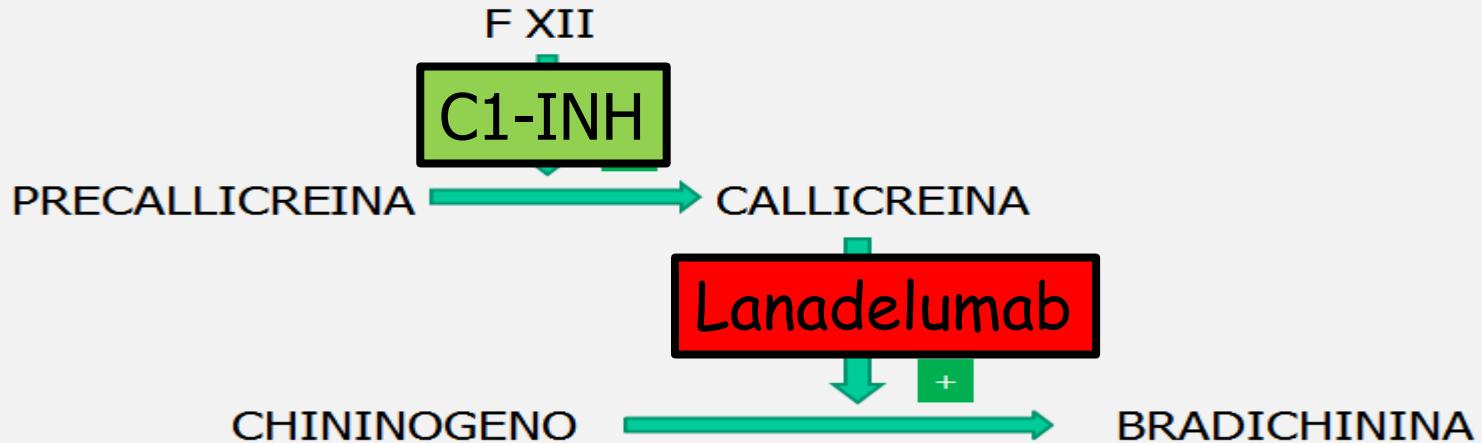 F XII
C1-INH
PRECALLICREINA CALLICREINA
Lanadelumab
+
CHININOGENO BRADICHININA